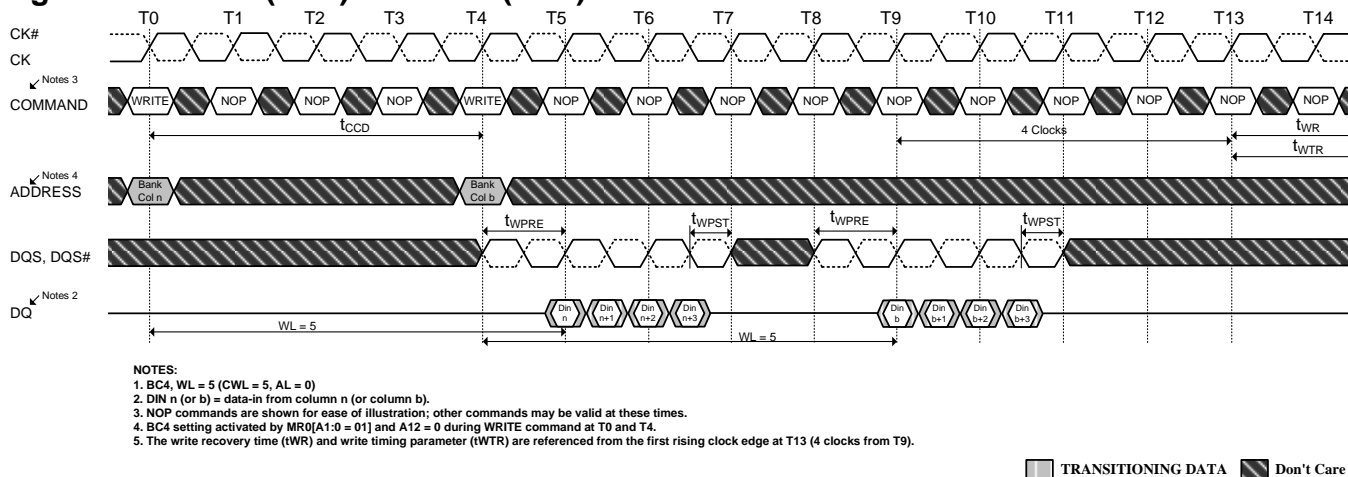 T0 T1 T2 T3 T4 T5 T6 T7 T8 T9 T10 T11 T12 T13 T14
CK#
CK
Notes 3
COMMAND
WRITE NOP NOP NOP WRITE NOP NOP NOP NOP NOP NOP NOP NOP NOP NOP
tCCD
4 Clocks
tWR
tWTR
Notes 4
ADDRESS
Bank
Col n
Bank
Col b
tWPRE tWPST tWPRE tWPST
DQS, DQS#
Notes 2
DQ
Din
n
Din
n+1
Din
n+2
Din
n+3
Din
b
Din
b+1
Din
b+2
Din
b+3
WL = 5
WL = 5
NOTES:
1. BC4, WL = 5 (CWL = 5, AL = 0)
2. DIN n (or b) = data-in from column n (or column b).
3. NOP commands are shown for ease of illustration; other commands may be valid at these times.
4. BC4 setting activated by MR0[A1:0 = 01] and A12 = 0 during WRITE command at T0 and T4.
5. The write recovery time (tWR) and write timing parameter (tWTR) are referenced from the first rising clock edge at T13 (4 clocks from T9).
TRANSITIONING DATA Don't Care